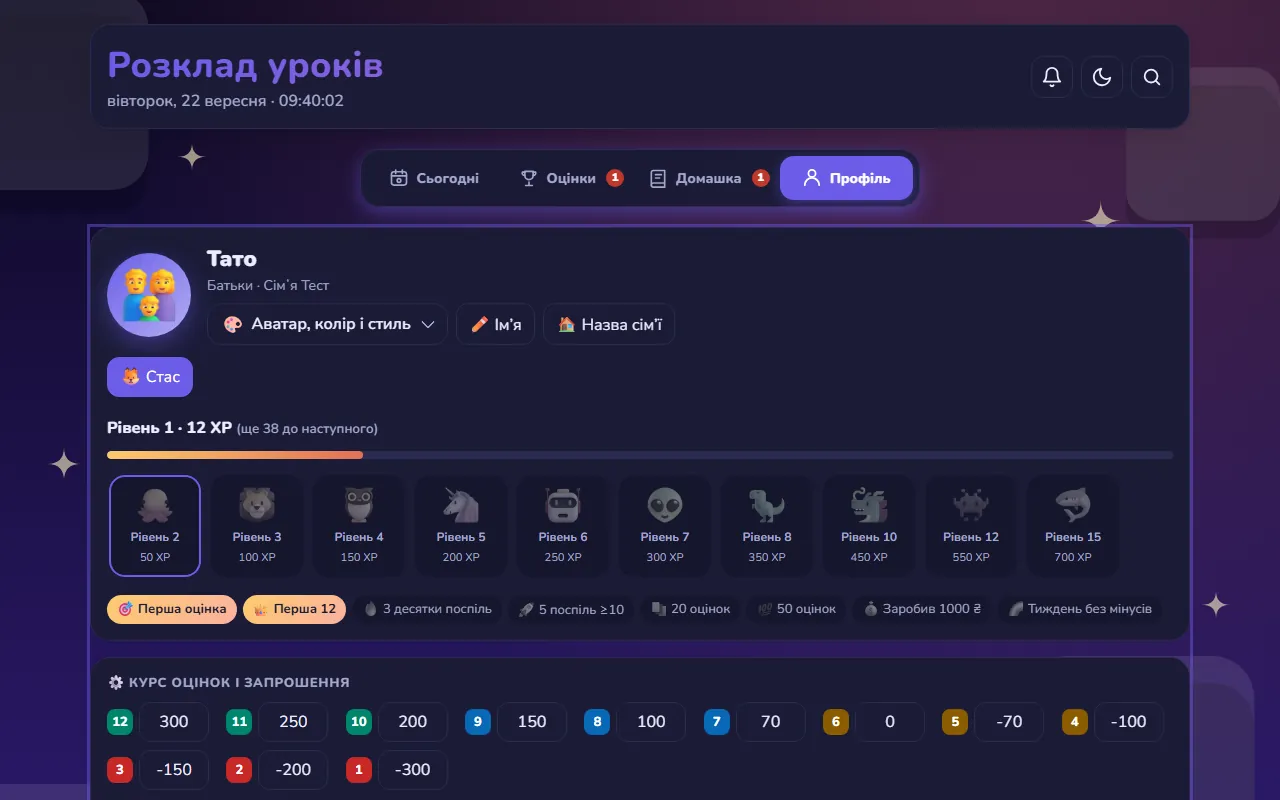 Розклад уроків
вівторок, 22 вересня · 09:40:02
Сьогодні
Оцінки 1
Домашка 1
Профіль
Тато
Батьки · Сім'я Тест
Аватар, колір і стиль
Ім'я
Назва сім'ї
Стас
Рівень 1 · 12 XP (ще 38 до наступного)
Рівень 2
50 XP
Рівень 3
100 XP
Рівень 4
150 XP
Рівень 5
200 XP
Рівень 6
250 XP
Рівень 7
300 XP
Рівень 8
350 XP
Рівень 10
450 XP
Рівень 12
550 XP
Рівень 15
700 XP
Перша оцінка
Перша 12
3 десятки поспіль
5 поспіль ≥10
20 оцінок
50 оцінок
Заробив 1000 ₴
Тиждень без мінусів
КУРС ОЦІНОК І ЗАПРОШЕННЯ
12 300
11 250
10 200
9 150
8 100
7 70
6 0
5 -70
4 -100
3 -150
2 -200
1 -300